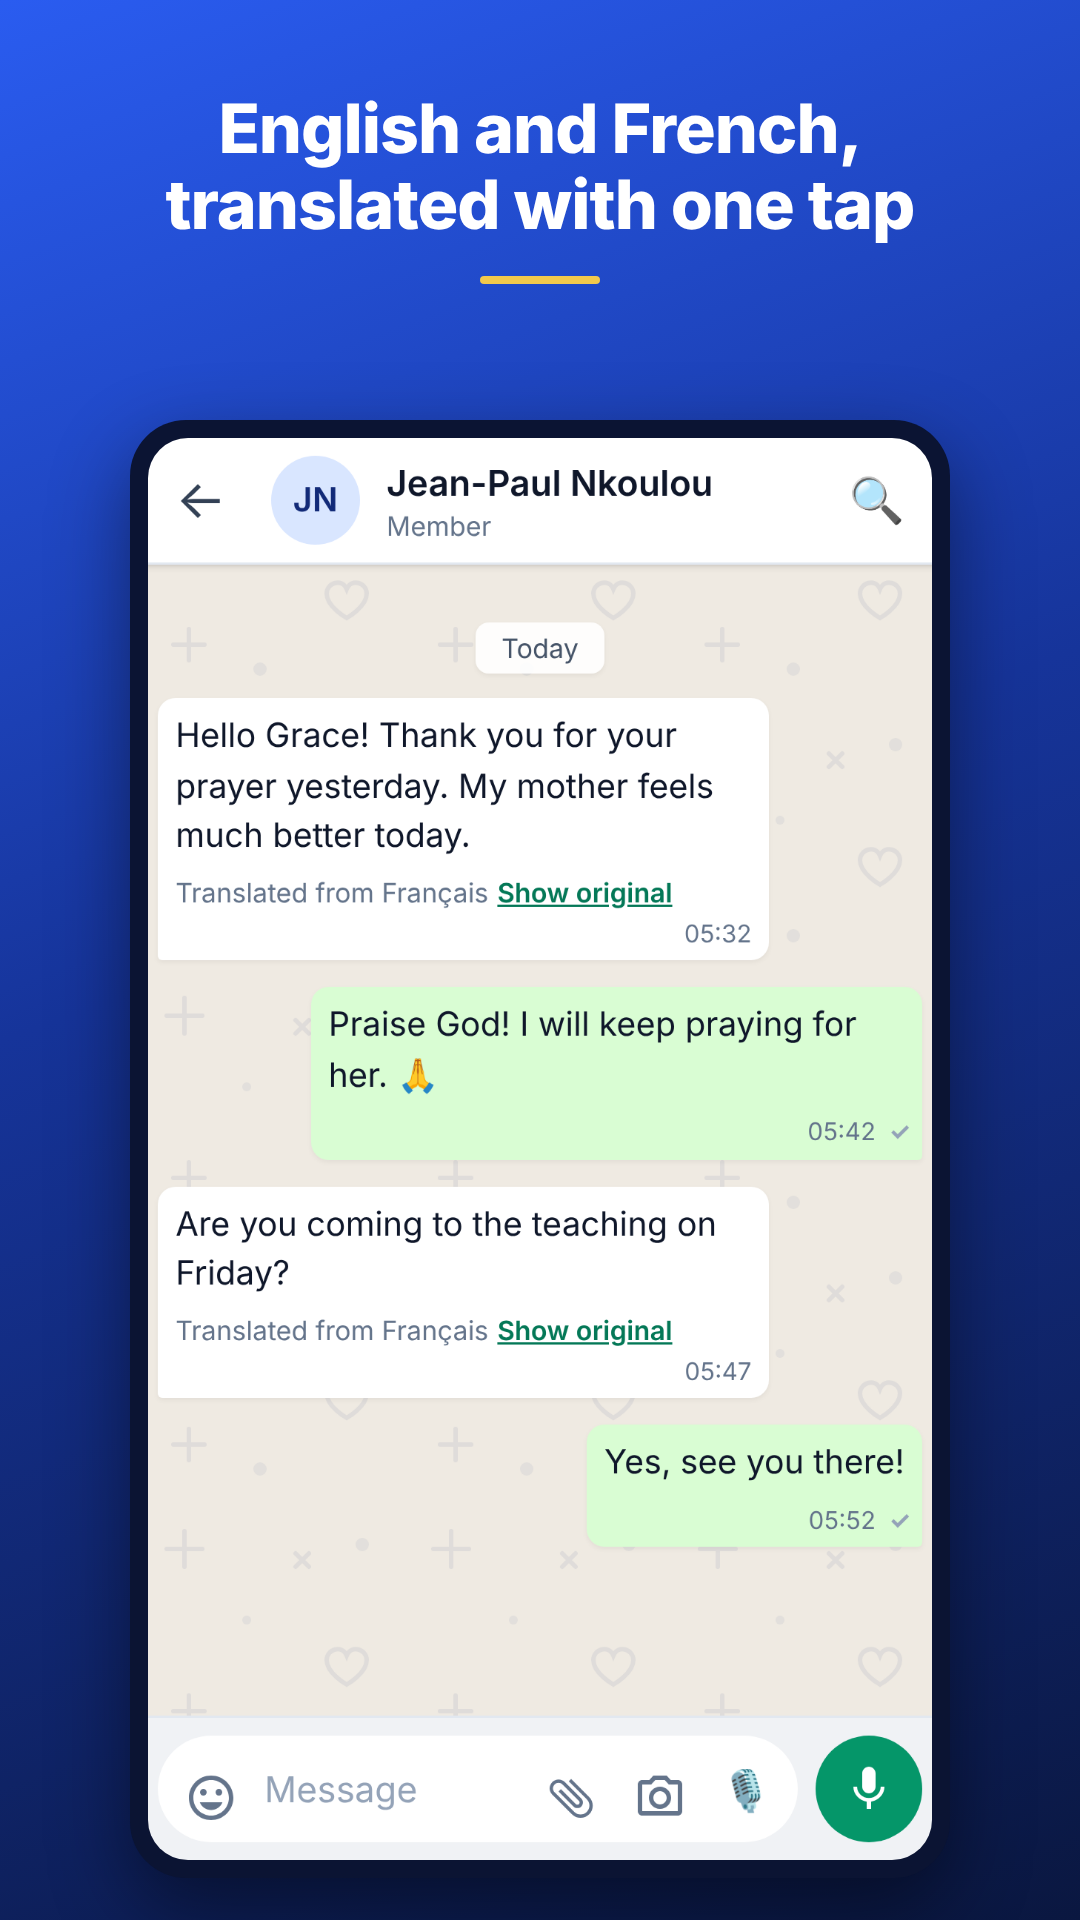 English and French,
translated with one tap
JN
Jean-Paul Nkoulou
Member
Today
Hello Grace! Thank you for your
prayer yesterday. My mother feels
much better today.
Translated from Français Show original
05:32
Praise God! I will keep praying for
her. 🙏
05:42
Are you coming to the teaching on
Friday?
Translated from Français Show original
05:47
Yes, see you there!
05:52
Message